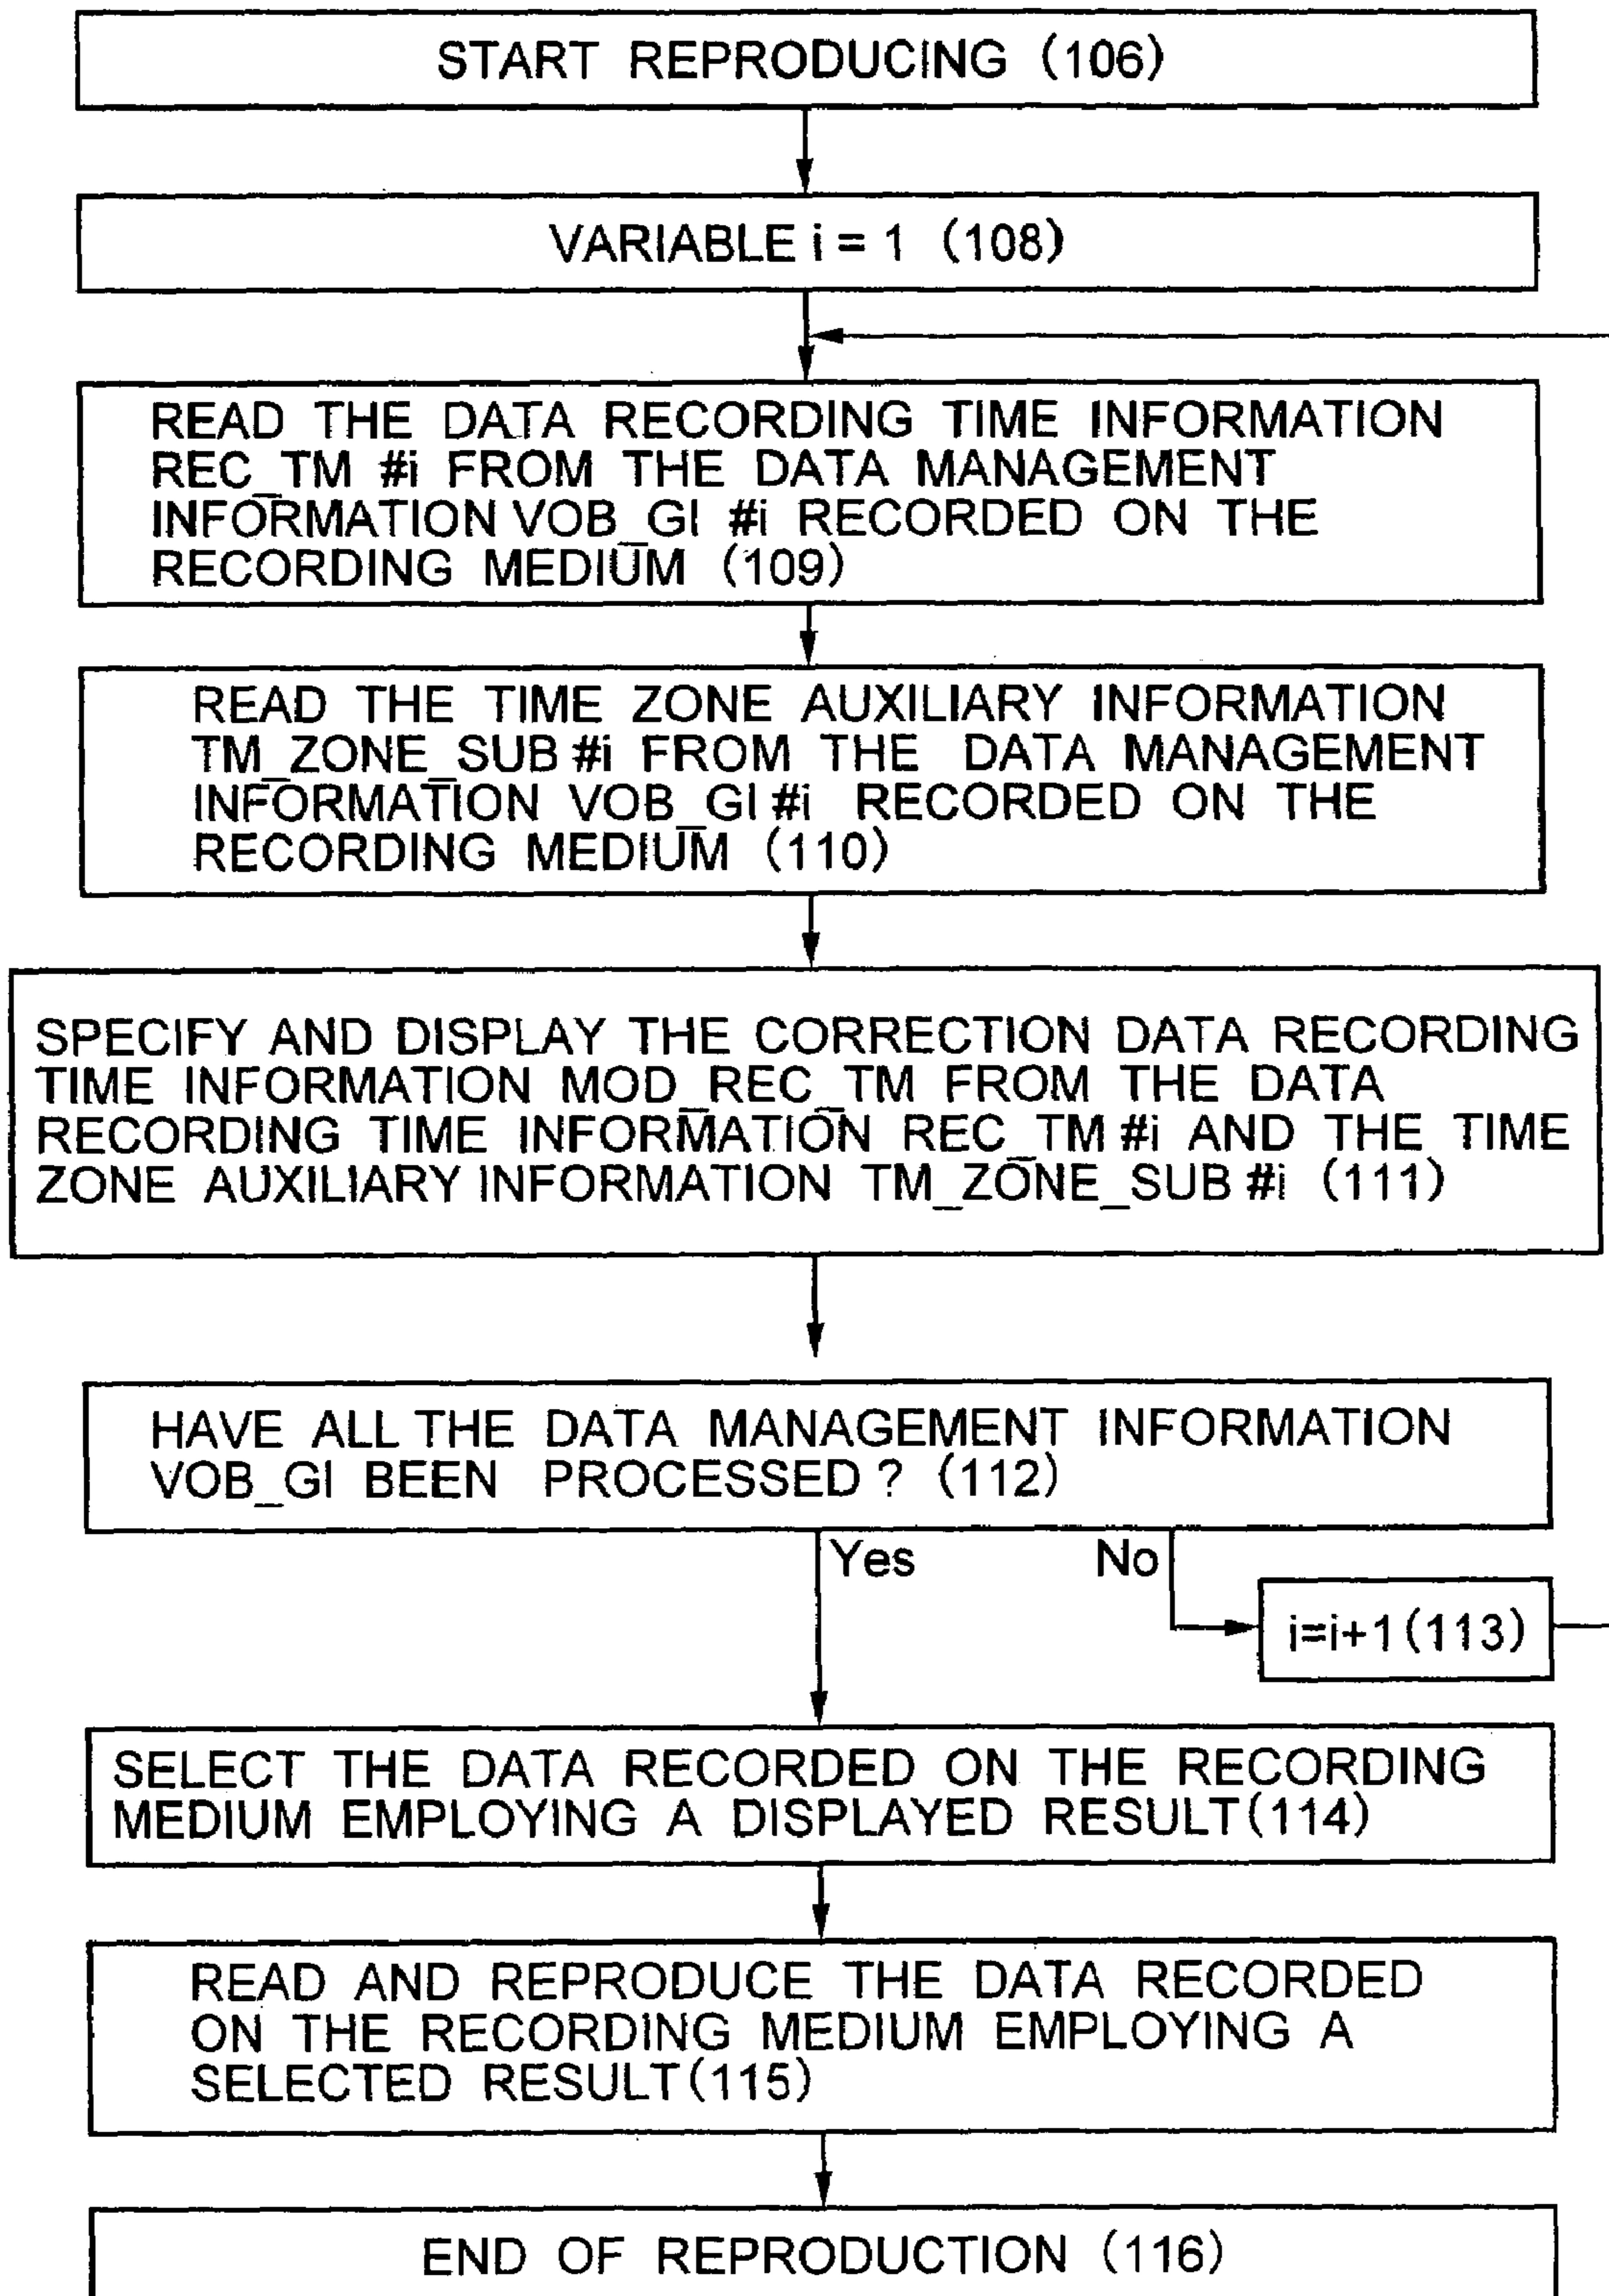 START REPRODUCING (106)
VARIABLE i = 1 (108)
READ THE DATA RECORDING TIME INFORMATION
REC_TM #i FROM THE DATA MANAGEMENT
INFORMATION VOB_GI #i RECORDED ON THE
RECORDING MEDIUM (109)
READ THE TIME ZONE AUXILIARY INFORMATION
TM_ZONE_SUB #i FROM THE DATA MANAGEMENT
INFORMATION VOB_GI #i RECORDED ON THE
RECORDING MEDIUM (110)
SPECIFY AND DISPLAY THE CORRECTION DATA RECORDING
TIME INFORMATION MOD_REC_TM FROM THE DATA
RECORDING TIME INFORMATION REC_TM #i AND THE TIME
ZONE AUXILIARY INFORMATION TM_ZONE_SUB #i (111)
HAVE ALL THE DATA MANAGEMENT INFORMATION
VOB_GI BEEN PROCESSED ? (112)
Yes No
i=i+1(113)
SELECT THE DATA RECORDED ON THE RECORDING
MEDIUM EMPLOYING A DISPLAYED RESULT(114)
READ AND REPRODUCE THE DATA RECORDED
ON THE RECORDING MEDIUM EMPLOYING A
SELECTED RESULT(115)
END OF REPRODUCTION (116)